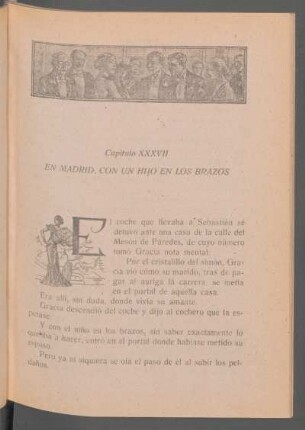 Capítulo XXXVII
EN MADRID, CON UN HIJO EN LOS BRAZOS
El coche que llevaba a Sebastián se
detuvo ante una casa de la calle del
Mesón de Paredes, de cuyo número
tomó Gracia nota mental.
Por el cristalillo del simón, Gra-
cia vió cómo su marido, tras de pa-
gar al auriga la carrera se metía
en el portal de aquella casa.
Era allí, sin duda, donde vivía su amante.
Gracia descendió del coche y dijo al cochero que la es-
perase.
Y con el niño en los brazos, sin saber exactamente lo
que iba a hacer, entró en el portal donde habíase metido su
esposo.
Pero ya ni siquiera se oía el paso de él al subir los pel-
daños.